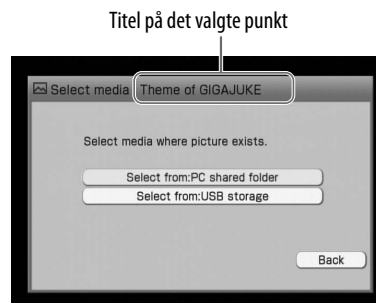 Titel på det valgte punkt
Select media Theme of GIGAJUKE
Select media where picture exists.
Select from:PC shared folder
Select from:USB storage
Back